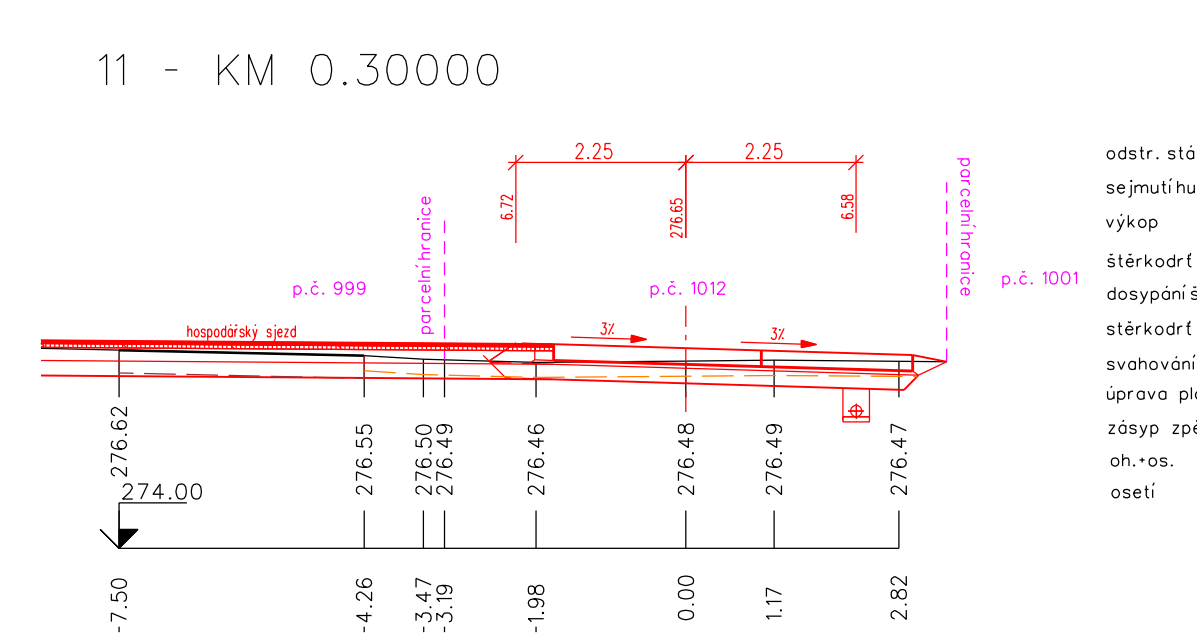 11 - KM 0.30000
2.25
2.25
6.72
276.65
6.58
parcelní hranice
parcelní hranice
p.č. 999
p.č. 1012
p.č. 1001
hospodářský sjezd
3%
3%
276.62
276.55
276.50
276.49
276.46
276.48
276.49
276.47
274.00
-7.50
-4.26
-3.47
-3.19
-1.98
0.00
1.17
2.82
odstr. stá
sejmutí hu
výkop
štěrkodrť
dosypání š
stěrkodrť
svahování
úprava plá
zásyp zpě
oh.+os.
osetí